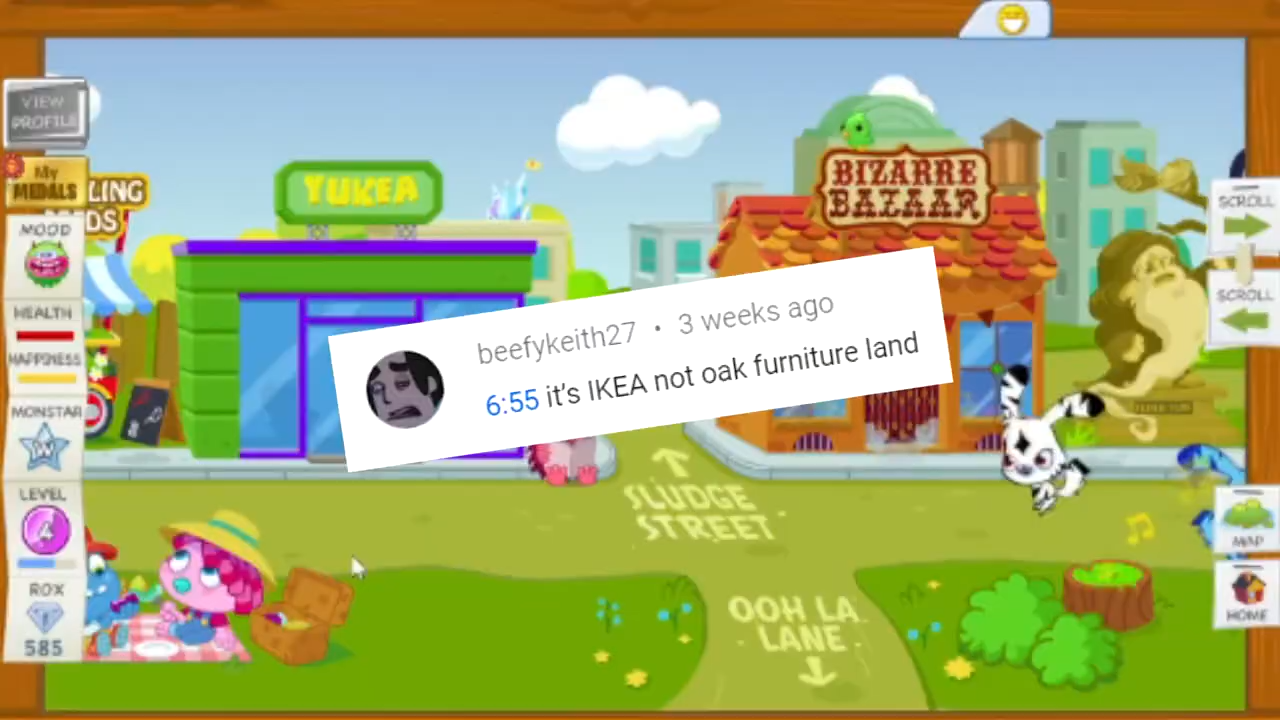 VIEW
PROFILE
My
MEDALS
LING
DS
MOOD
HEALTH
HAPPINESS
MONSTAR
W
LEVEL
4
ROX
585
YUKEA
BIZARRE
BAZAAR
beefykeith27 • 3 weeks ago
6:55 it's IKEA not oak furniture land
SLUDGE
STREET
OOH LA
LANE
SCROLL
SCROLL
MAP
HOME